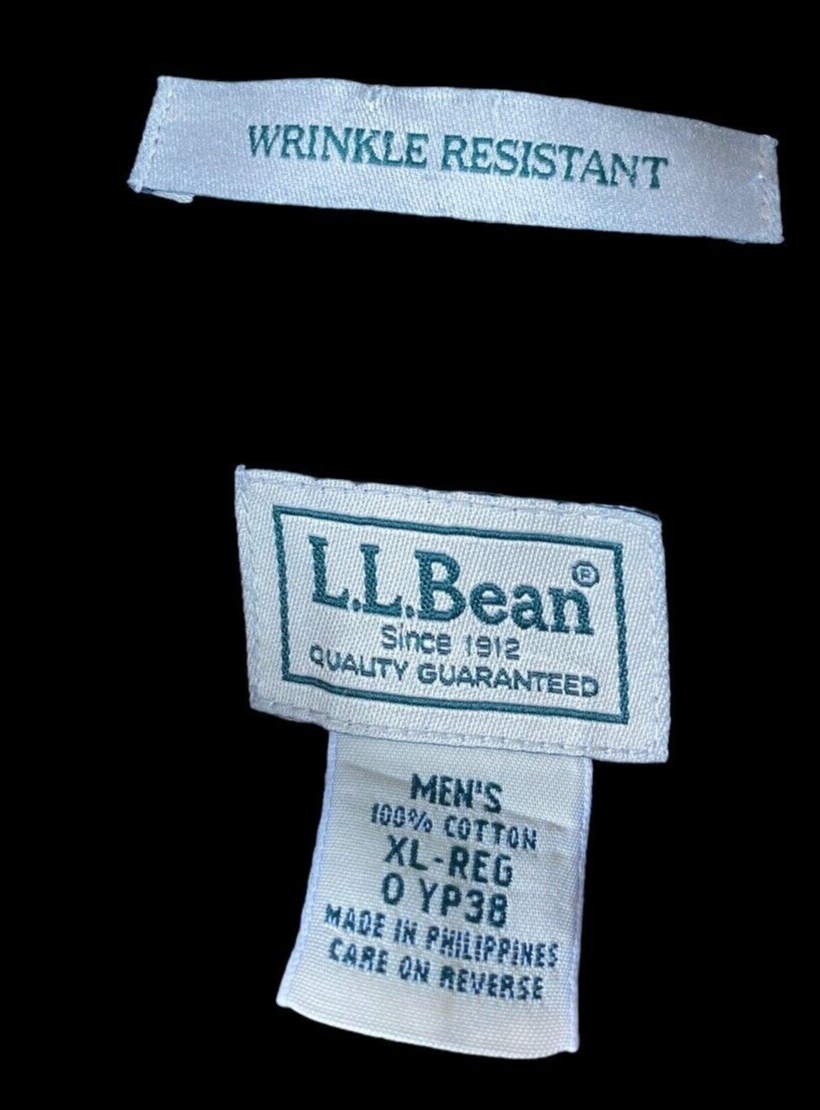 WRINKLE RESISTANT
L.L.Bean®
Since 1912
QUALITY GUARANTEED
MEN'S
100% COTTON
XL-REG
0 YP38
MADE IN PHILIPPINES
CARE ON REVERSE